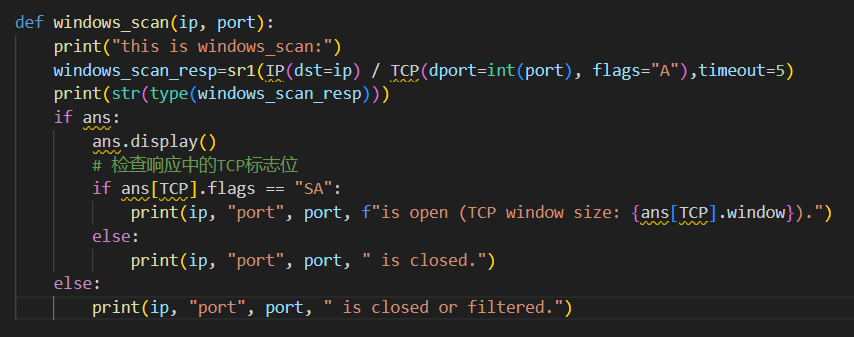 def windows_scan(ip, port):
    print("this is windows_scan:")
    windows_scan_resp=sr1(IP(dst=ip) / TCP(dport=int(port), flags="A"),timeout=5)
    print(str(type(windows_scan_resp)))
    if ans:
        ans.display()
        # 检查响应中的TCP标志位
        if ans[TCP].flags == "SA":
            print(ip, "port", port, f"is open (TCP window size: {ans[TCP].window}).")
        else:
            print(ip, "port", port, " is closed.")
    else:
        print(ip, "port", port, " is closed or filtered.")